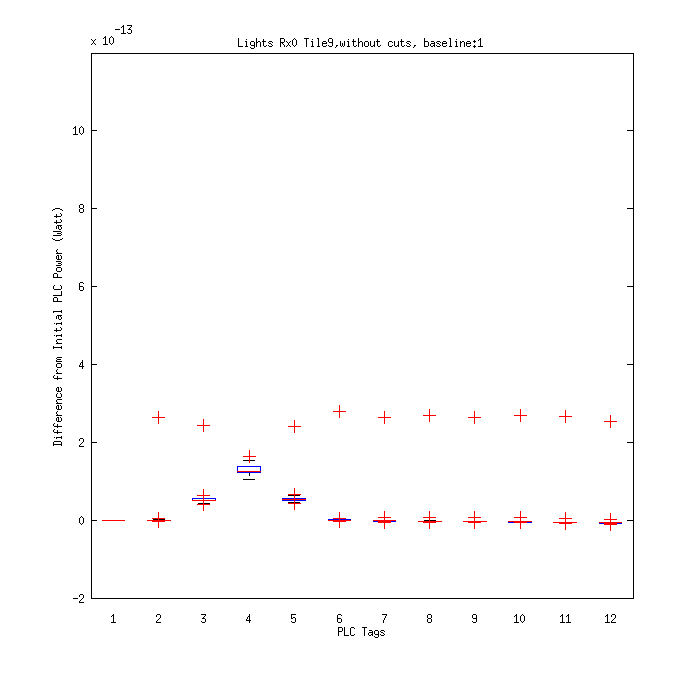 x 10^-13
Lights Rx0 Tile9,without cuts, baseline:1
Difference from Initial PLC Power (Watt)
10
8
6
4
2
0
-2
1 2 3 4 5 6 7 8 9 10 11 12
PLC Tags